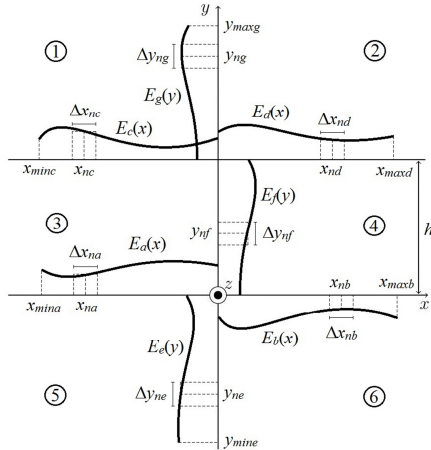 y
y_maxg
① ②
Δy_ng y_ng
E_g(y)
Δx_nc E_c(x) E_d(x) Δx_nd
x_minc x_nc x_nd x_maxd
E_f(y)
③ ④ h
y_nf Δy_nf
Δx_na E_a(x)
z x_nb
x_mina x_na x_maxb x
E_e(y) E_b(x) Δx_nb
Δy_ne y_ne
⑤ ⑥
y_mine